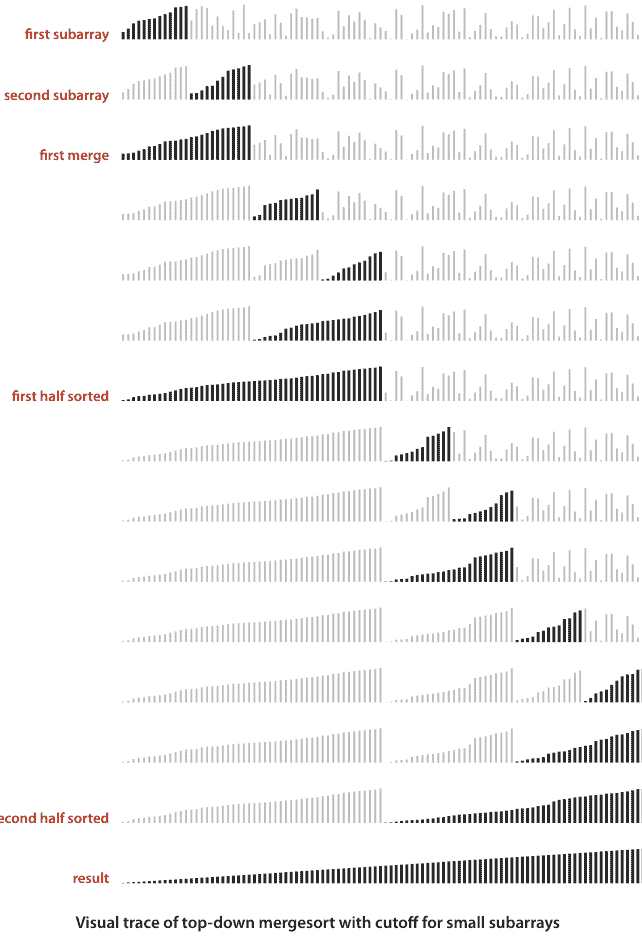 first subarray
second subarray
first merge
first half sorted
econd half sorted
result
Visual trace of top-down mergesort with cutoff for small subarrays